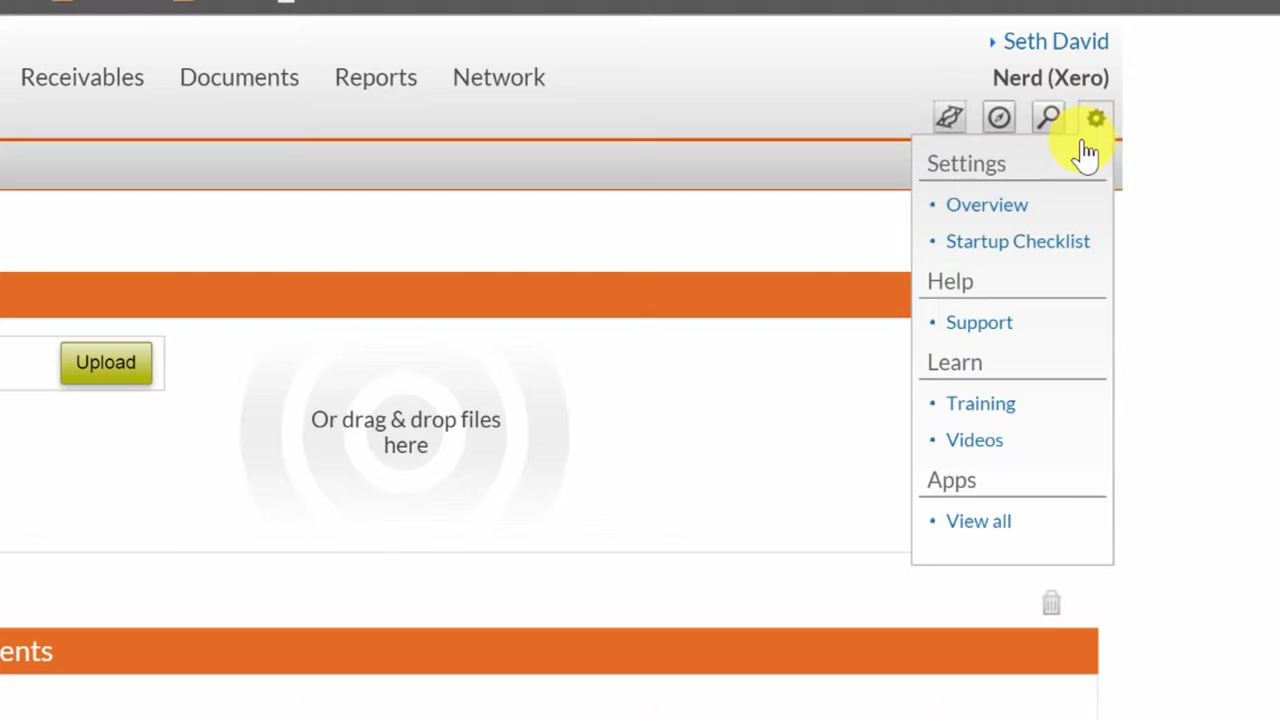 Seth David
Receivables Documents Reports Network
Nerd (Xero)
Settings
Overview
Startup Checklist
Help
Support
Learn
Training
Videos
Apps
View all
Upload
Or drag & drop files
here
ents